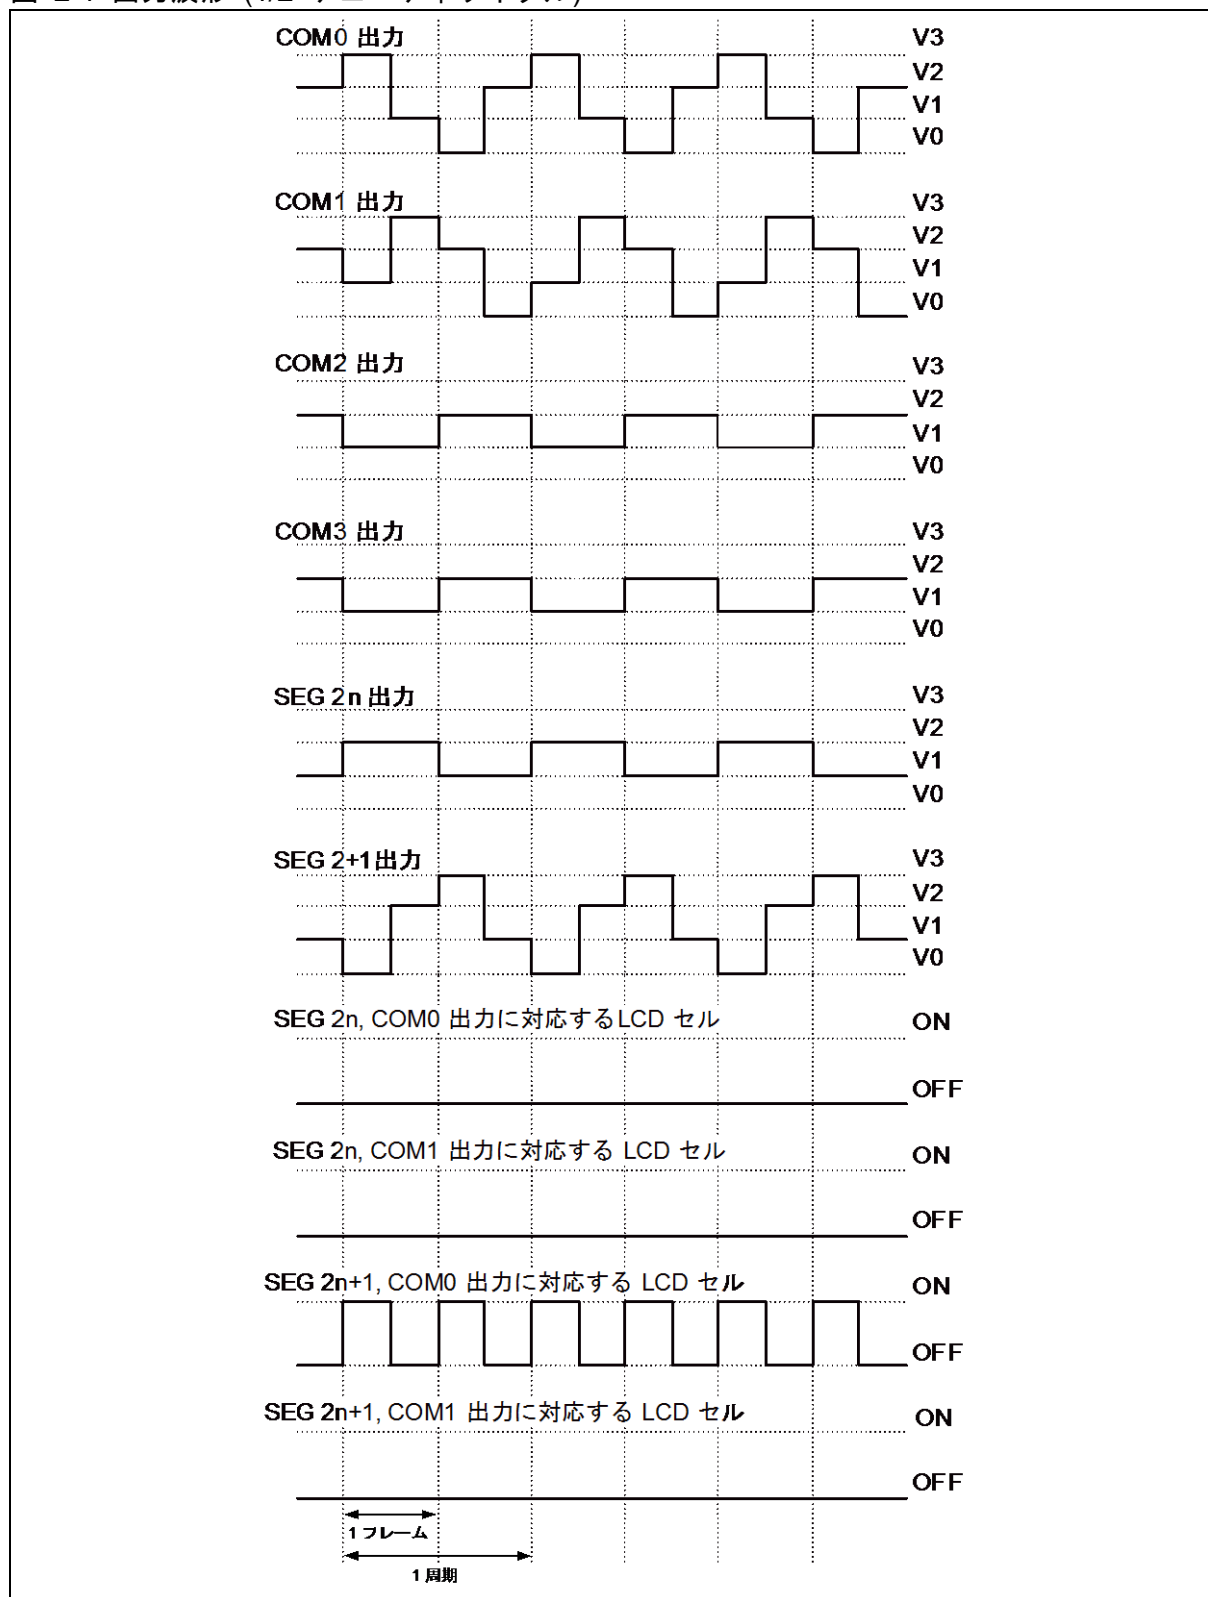 COM0 出力
V3
V2
V1
V0
COM1 出力
V3
V2
V1
V0
COM2 出力
V3
V2
V1
V0
COM3 出力
V3
V2
V1
V0
SEG 2n 出力
V3
V2
V1
V0
SEG 2+1出力
V3
V2
V1
V0
SEG 2n, COM0 出力に対応するLCD セル
ON
OFF
SEG 2n, COM1 出力に対応する LCD セル
ON
OFF
SEG 2n+1, COM0 出力に対応する LCD セル
ON
OFF
SEG 2n+1, COM1 出力に対応する LCD セル
ON
OFF
1 フレーム
1 周期